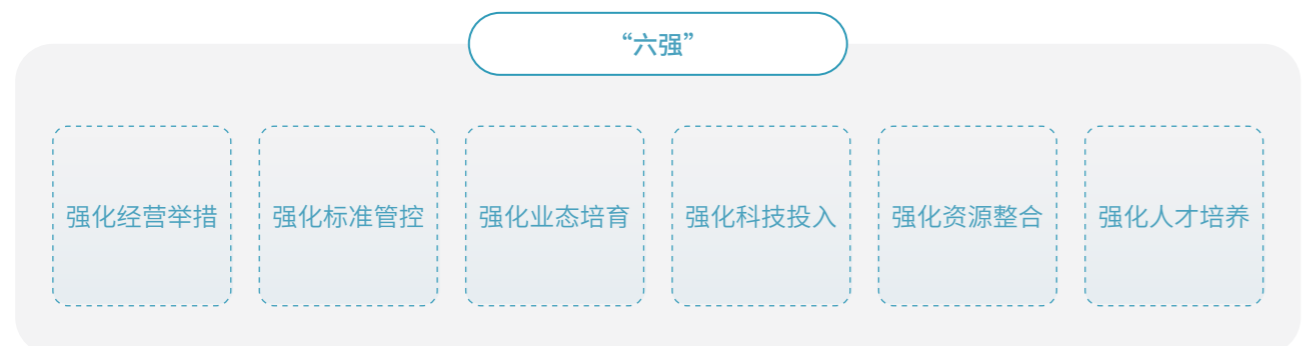 “六强”
强化经营举措
强化标准管控
强化业态培育
强化科技投入
强化资源整合
强化人才培养